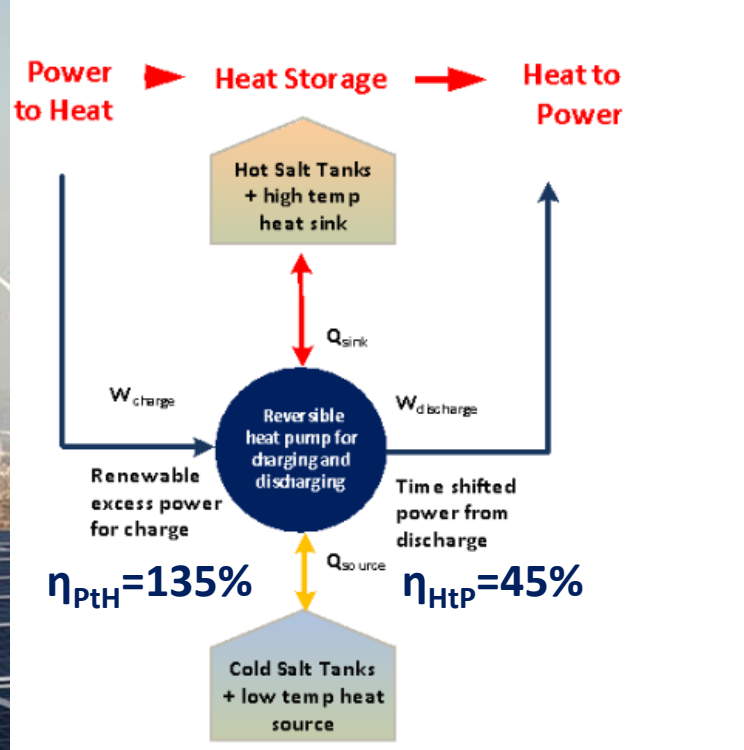 Power
to Heat
Heat Storage
Heat to
Power
Hot Salt Tanks
+ high temp
heat sink
Qsink
Wcharge
Wdischarge
Reversible
heat pump for
charging and
discharging
Renewable
excess power
for charge
Time shifted
power from
discharge
Qsource
ηPtH=135%
ηHtP=45%
Cold Salt Tanks
+ low temp heat
source